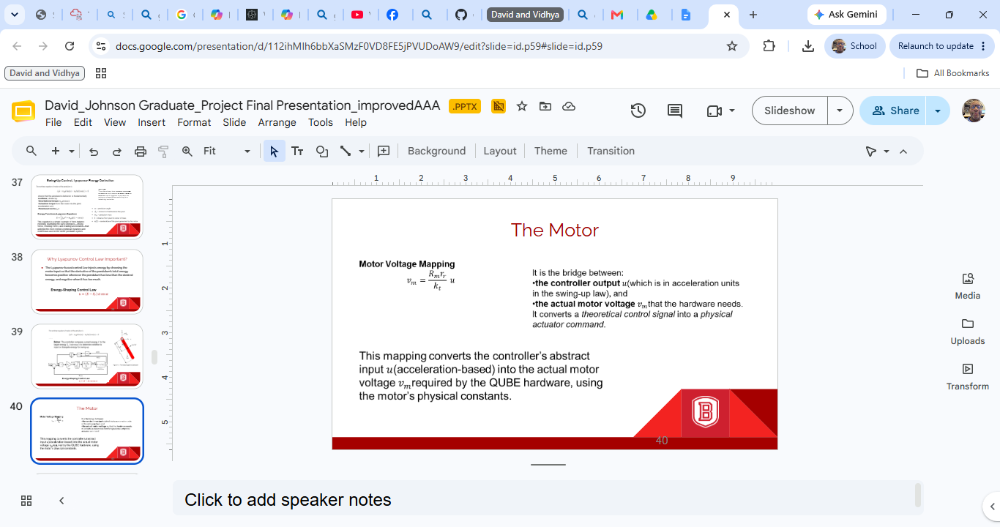 David and Vidhya
Ask Gemini
docs.google.com/presentation/d/112ihMIh6bbXaSMzF0VD8FE5jPVUDoAW9/edit?slide=id.p59#slide=id.p59
School
Relaunch to update
David and Vidhya
All Bookmarks
David_Johnson Graduate_Project Final Presentation_improvedAAA
.PPTX
File Edit View Insert Format Slide Arrange Tools Help
Slideshow
Share
Fit
Background
Layout
Theme
Transition
37
Swing-Up Control: Lyapunov Energy Controller
38
Why Lyapunov Control Law Important?
Energy-Shaping Control Law
39
Energy-Shaping Control Law
40
The Motor
Motor Voltage Mapping
1 2 3 4 5 6 7 8 9
1
2
3
4
5
The Motor
Motor Voltage Mapping
v_m = R_m r_r / k_t u
It is the bridge between:
•the controller output u(which is in acceleration units
in the swing-up law), and
•the actual motor voltage v_m that the hardware needs.
It converts a theoretical control signal into a physical
actuator command.
This mapping converts the controller's abstract
input u(acceleration-based) into the actual motor
voltage v_m required by the QUBE hardware, using
the motor's physical constants.
B
40
Media
Uploads
Transform
Click to add speaker notes